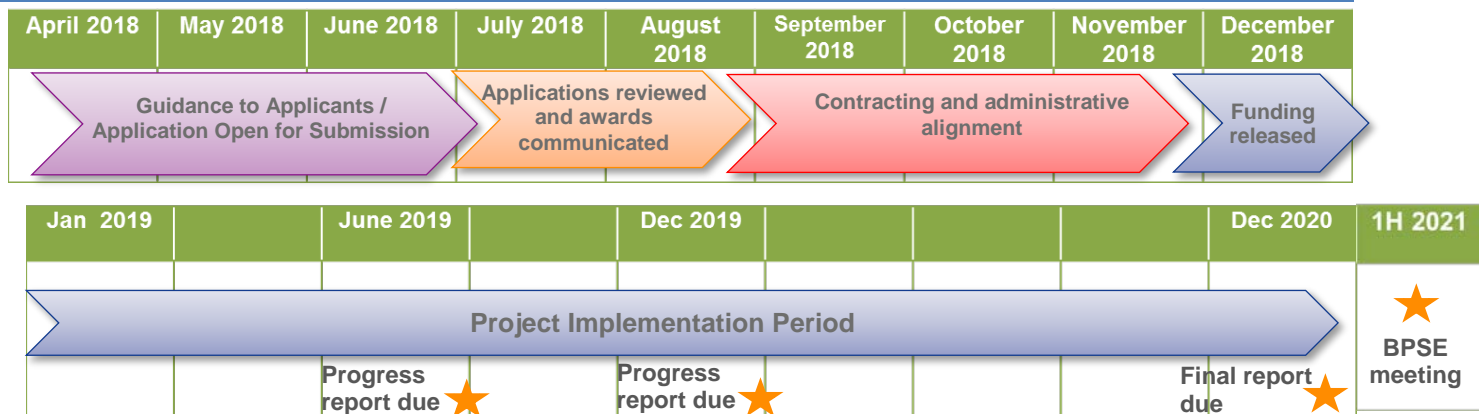 April 2018 May 2018 June 2018 July 2018 August 2018 September 2018 October 2018 November 2018 December 2018
Guidance to Applicants /
Application Open for Submission
Applications reviewed
and awards
communicated
Contracting and administrative
alignment
Funding
released
Jan 2019 June 2019 Dec 2019 Dec 2020 1H 2021
Project Implementation Period
BPSE
meeting
Progress
report due
Progress
report due
Final report
due